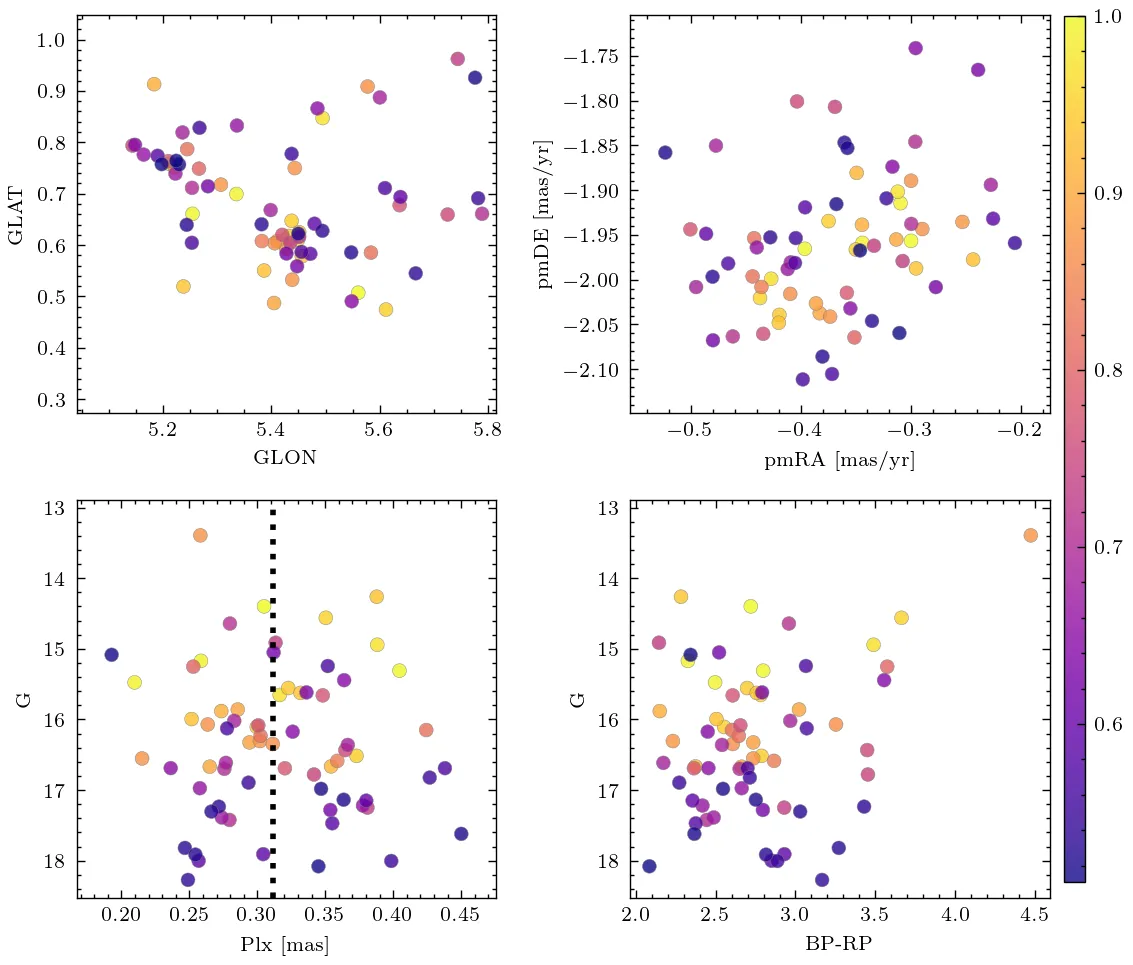 1.0
0.9
0.8
0.7
0.6
0.5
0.4
0.3
GLAT
5.2 5.4 5.6 5.8
GLON
−1.75
−1.80
−1.85
−1.90
−1.95
−2.00
−2.05
−2.10
pmDE [mas/yr]
−0.5 −0.4 −0.3 −0.2
pmRA [mas/yr]
1.0
0.9
0.8
0.7
0.6
13
14
15
16
17
18
G
0.20 0.25 0.30 0.35 0.40 0.45
Plx [mas]
13
14
15
16
17
18
G
2.0 2.5 3.0 3.5 4.0 4.5
BP-RP